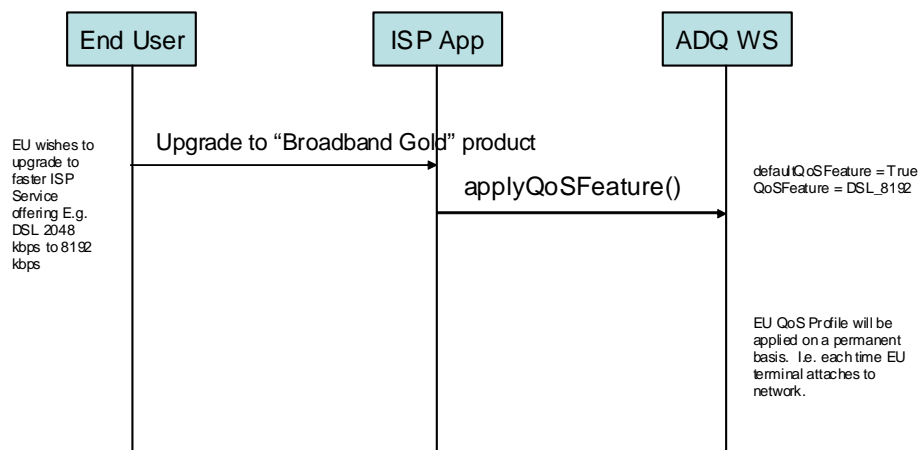 End User
ISP App
ADQ WS
EU wishes to
upgrade to
faster ISP
Service
offering E.g.
DSL 2048
kbps to 8192
kbps
Upgrade to “Broadband Gold” product
applyQoSFeature()
defaultQoSFeature = True
QoSFeature = DSL_8192
EU QoS Profile will be
applied on a permanent
basis. I.e. each time EU
terminal attaches to
network.